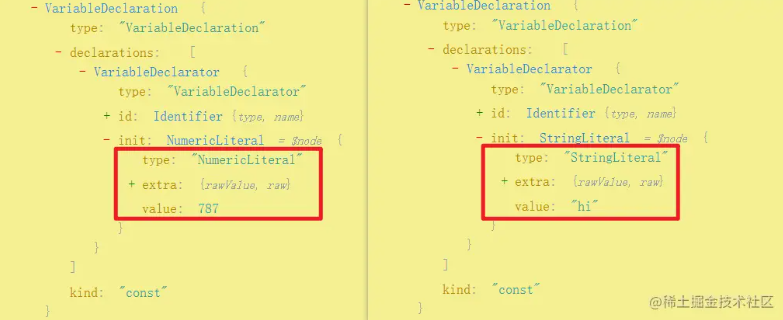 - VariableDeclaration {
type: "VariableDeclaration"
- declarations: [
- VariableDeclarator {
type: "VariableDeclarator"
+ id: Identifier {type, name}
- init: NumericLiteral = $node {
type: "NumericLiteral"
+ extra: {rawValue, raw}
value: 787
}
}
]
kind: "const"
}
- VariableDeclaration {
type: "VariableDeclaration"
- declarations: [
- VariableDeclarator {
type: "VariableDeclarator"
+ id: Identifier {type, name}
- init: StringLiteral = $node {
type: "StringLiteral"
+ extra: {rawValue, raw}
value: "hi"
}
}
]
kind: "const"
}
@稀土掘金技术社区